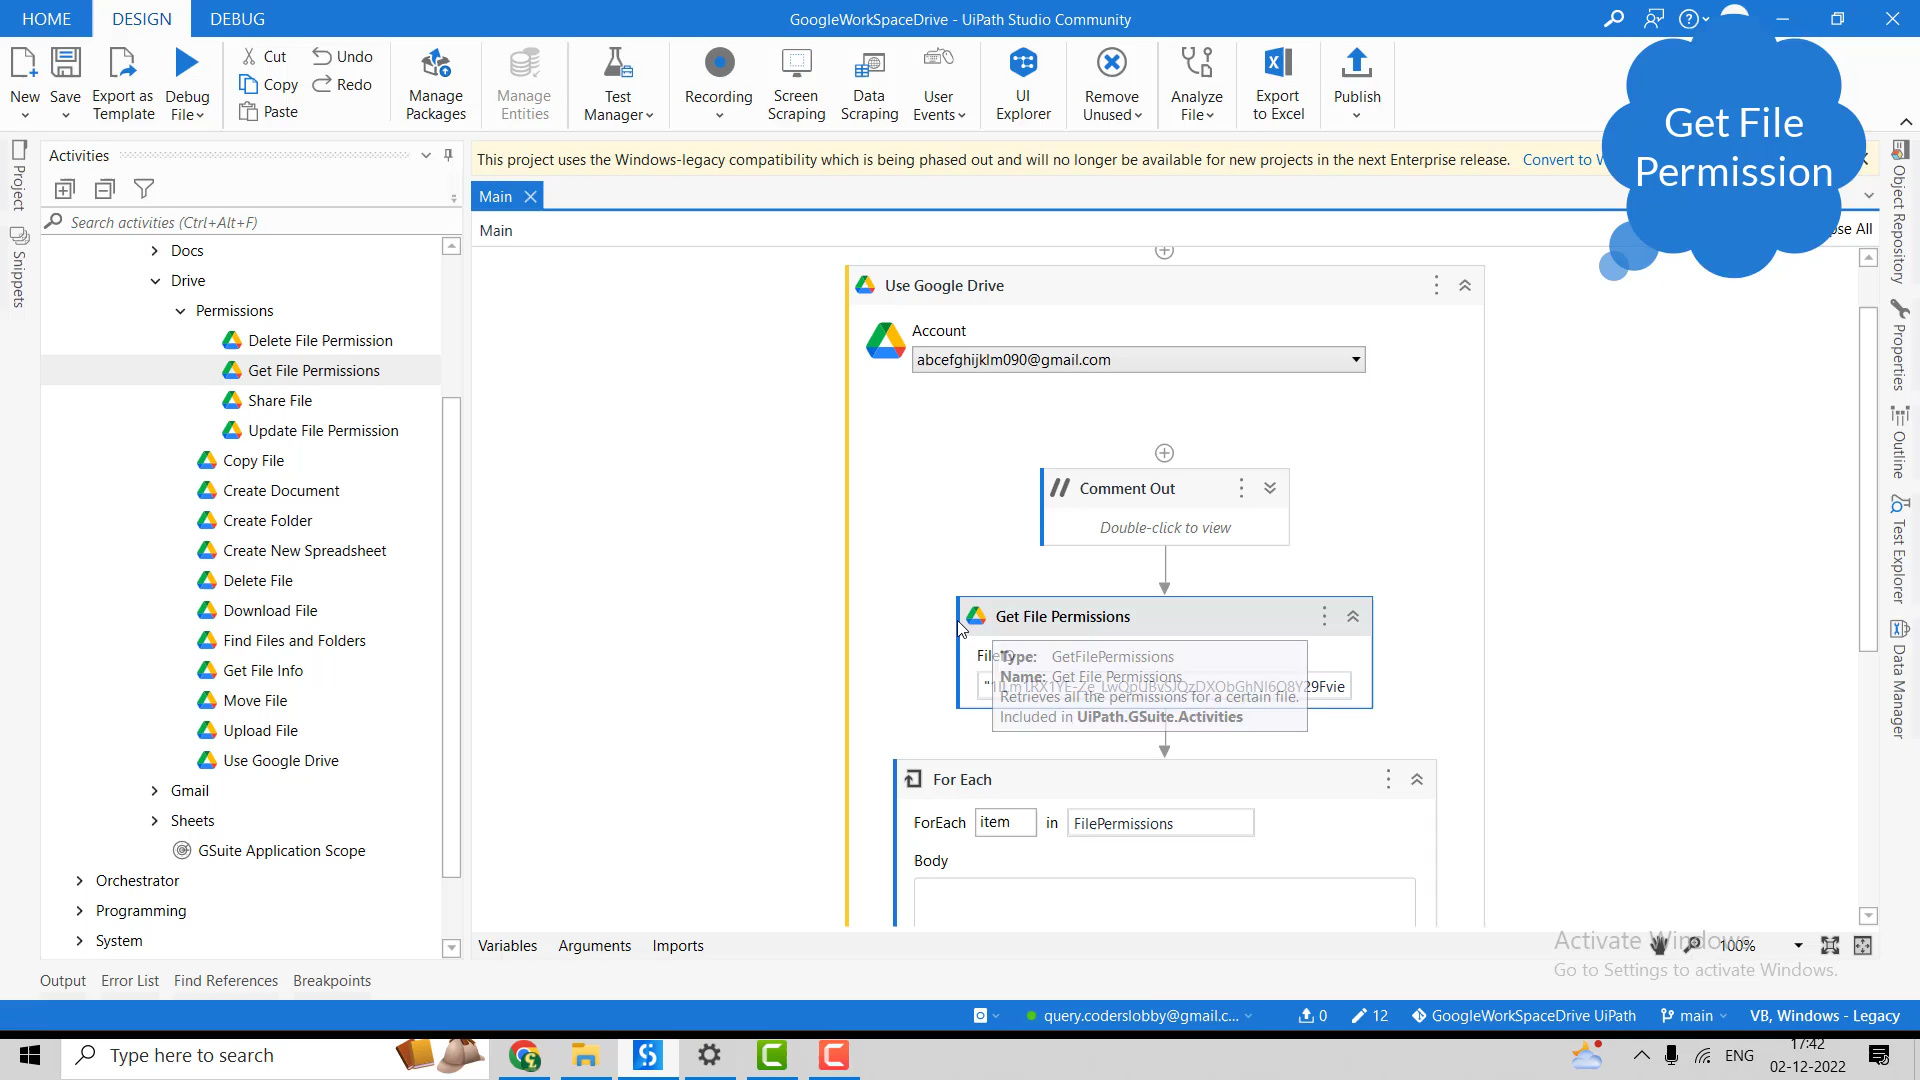 HOME DESIGN DEBUG
GoogleWorkSpaceDrive - UiPath Studio Community
New
Save
Export as Template
Debug File
Cut
Copy
Paste
Undo
Redo
Manage Packages
Manage Entities
Test Manager
Recording
Screen Scraping
Data Scraping
User Events
UI Explorer
Remove Unused
Analyze File
Export to Excel
Publish
Get File
Permission
Project
Snippets
Activities
Search activities (Ctrl+Alt+F)
Docs
Drive
Permissions
Delete File Permission
Get File Permissions
Share File
Update File Permission
Copy File
Create Document
Create Folder
Create New Spreadsheet
Delete File
Download File
Find Files and Folders
Get File Info
Move File
Upload File
Use Google Drive
Gmail
Sheets
GSuite Application Scope
Orchestrator
Programming
System
This project uses the Windows-legacy compatibility which is being phased out and will no longer be available for new projects in the next Enterprise release. Convert to
Main
Main
All
Use Google Drive
Account
abcefghijklm090@gmail.com
Comment Out
Double-click to view
Get File Permissions
Type: GetFilePermissions
Name: Get File Permissions
Retrieves all the permissions for a certain file.
Included in UiPath.GSuite.Activities
For Each
ForEach item in FilePermissions
Body
Object Repository
Properties
Outline
Test Explorer
Data Manager
Variables Arguments Imports
100%
Activate Windows
Go to Settings to activate Windows.
Output Error List Find References Breakpoints
query.coderslobby@gmail.c... 0 12 GoogleWorkSpaceDrive UiPath main VB, Windows - Legacy
Type here to search
ENG
17:42
02-12-2022